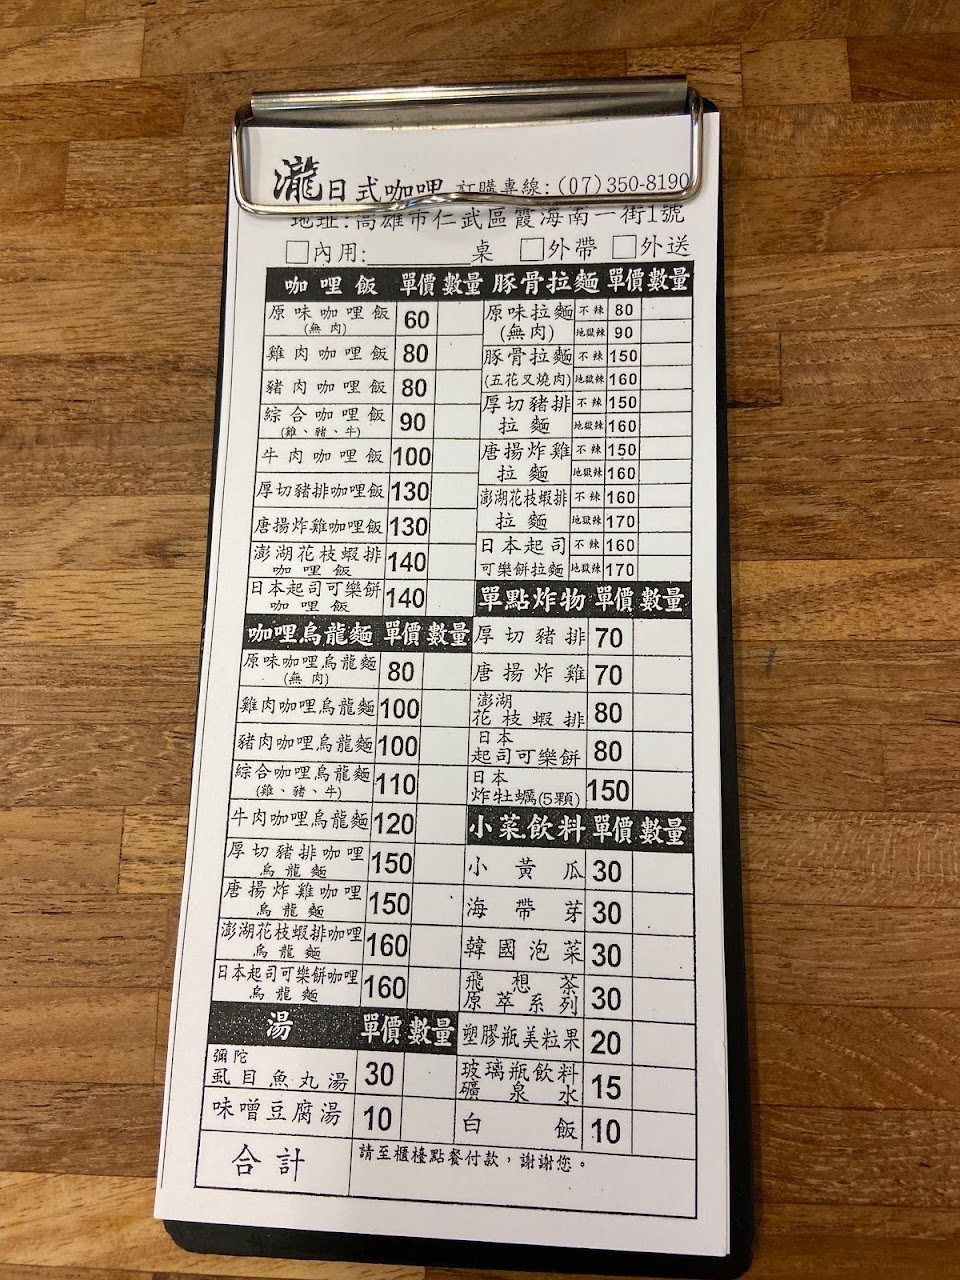 瀧日式咖哩 訂購專線:(07)350-8190
地址:高雄市仁武區霞海南一街1號
□內用:________桌 □外帶 □外送
咖哩飯 單價 數量
原味咖哩飯 60
(無肉)
雞肉咖哩飯 80
豬肉咖哩飯 80
綜合咖哩飯 90
(雞、豬、牛)
牛肉咖哩飯 100
厚切豬排咖哩飯 130
唐揚炸雞咖哩飯 130
澎湖花枝蝦排 140
咖哩飯
日本起司可樂餅 140
咖哩飯
咖哩烏龍麵 單價 數量
原味咖哩烏龍麵 80
(無肉)
雞肉咖哩烏龍麵 100
豬肉咖哩烏龍麵 100
綜合咖哩烏龍麵 110
(雞、豬、牛)
牛肉咖哩烏龍麵 120
厚切豬排咖哩 150
烏龍麵
唐揚炸雞咖哩 150
烏龍麵
澎湖花枝蝦排咖哩 160
烏龍麵
日本起司可樂餅咖哩 160
烏龍麵
湯 單價 數量
彌陀
虱目魚丸湯 30
味噌豆腐湯 10
豚骨拉麵 單價 數量
原味拉麵 不辣 80
(無肉) 地獄辣 90
豚骨拉麵 不辣 150
(五花叉燒肉) 地獄辣 160
厚切豬排 不辣 150
拉麵 地獄辣 160
唐揚炸雞 不辣 150
拉麵 地獄辣 160
澎湖花枝蝦排 不辣 160
拉麵 地獄辣 170
日本起司 不辣 160
可樂餅拉麵 地獄辣 170
單點炸物 單價 數量
厚切豬排 70
唐揚炸雞 70
澎湖
花枝蝦排 80
日本
起司可樂餅 80
日本
炸牡蠣(5顆) 150
小菜飲料 單價 數量
小黃瓜 30
海帶芽 30
韓國泡菜 30
飛想茶
原萃系列 30
塑膠瓶美粒果 20
玻璃瓶飲料
礦泉水 15
白飯 10
合計
請至櫃檯點餐付款，謝謝您。